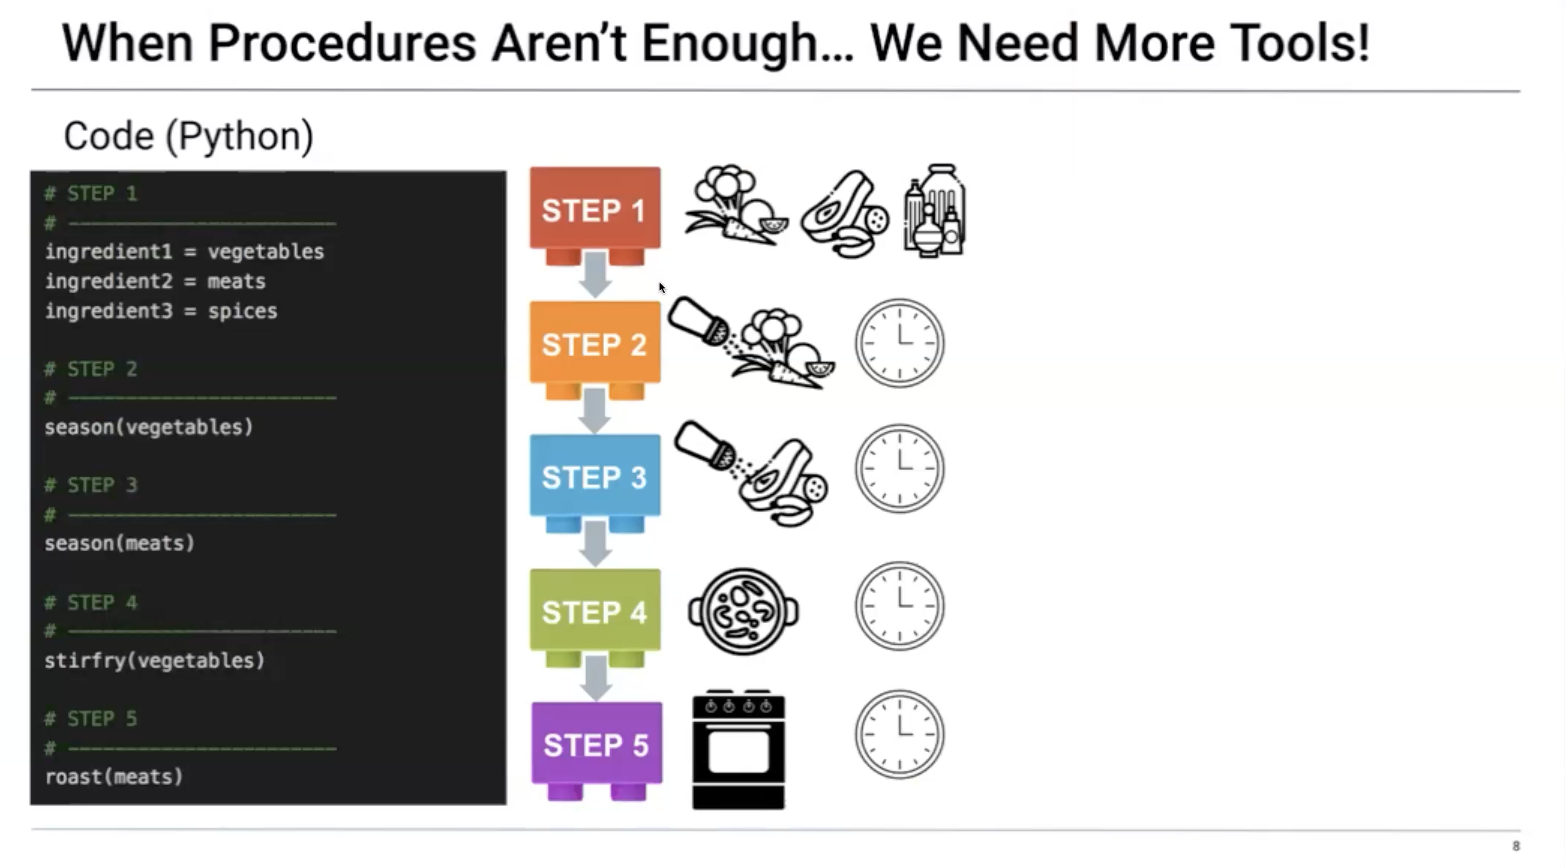 When Procedures Aren’t Enough... We Need More Tools!
Code (Python)
# STEP 1
# -----------------------
ingredient1 = vegetables
ingredient2 = meats
ingredient3 = spices
# STEP 2
# -----------------------
season(vegetables)
# STEP 3
# -----------------------
season(meats)
# STEP 4
# -----------------------
stirfry(vegetables)
# STEP 5
# -----------------------
roast(meats)
STEP 1
STEP 2
STEP 3
STEP 4
STEP 5
8